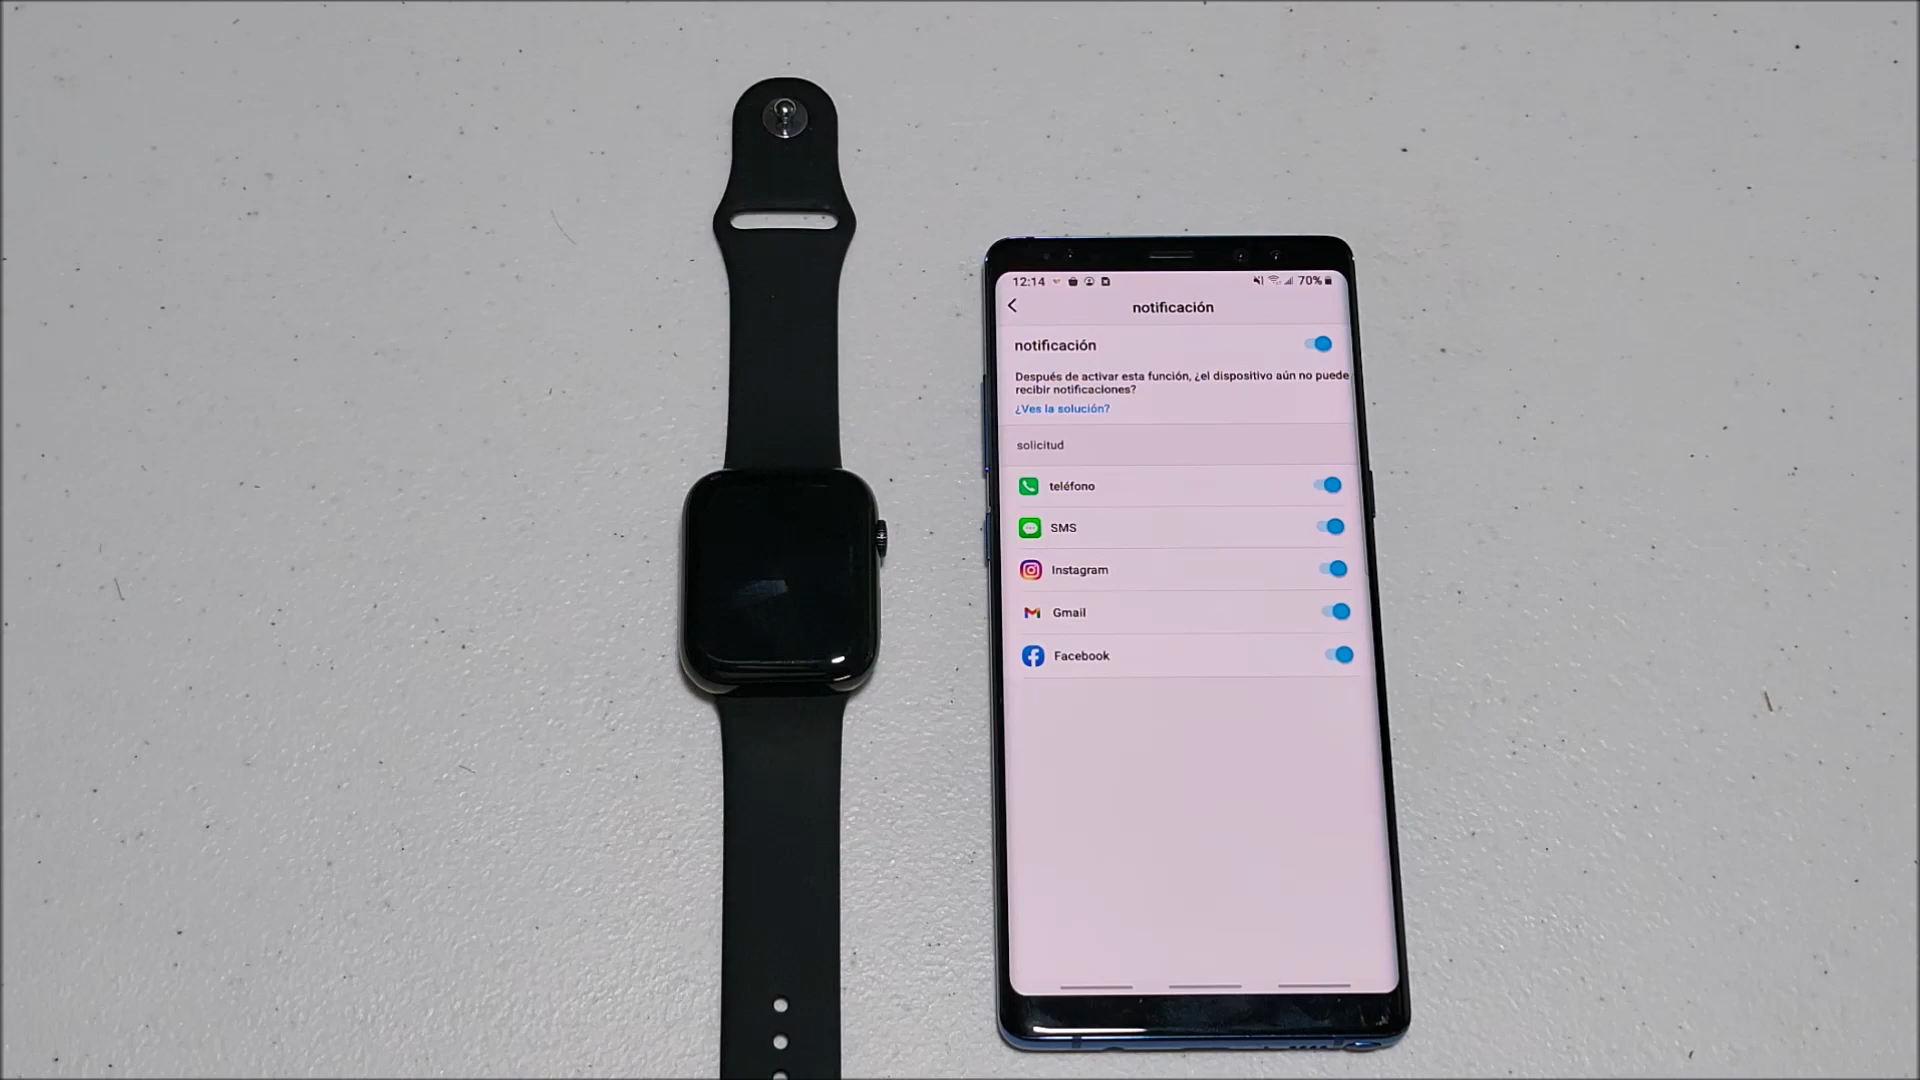 12:14 70%
notificación
notificación
Después de activar esta función, ¿el dispositivo aún no puede
recibir notificaciones?
¿Ves la solución?
solicitud
teléfono
SMS
Instagram
Gmail
Facebook